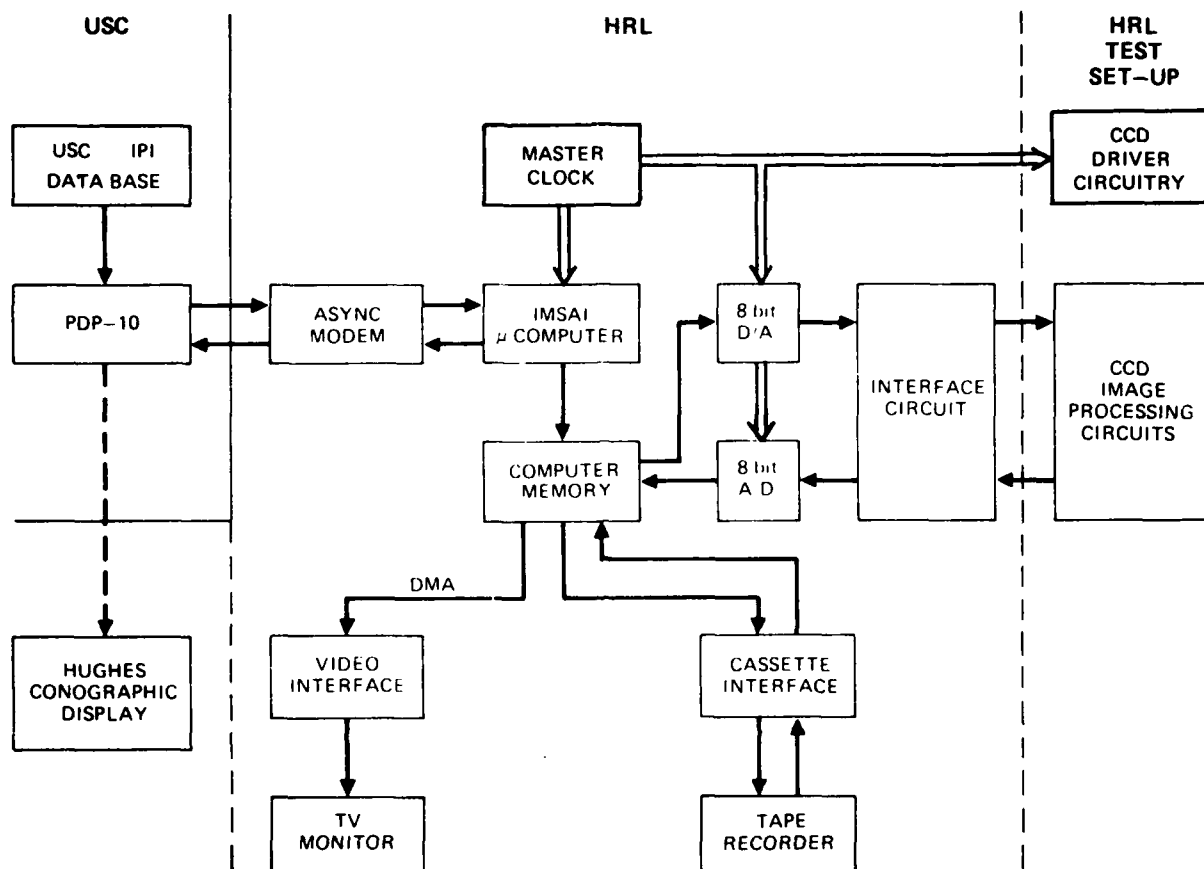 USC
HRL
HRL
TEST
SET-UP
USC IPI
DATA BASE
MASTER
CLOCK
CCD
DRIVER
CIRCUITRY
PDP-10
ASYNC
MODEM
IMSAI
μ COMPUTER
8 bit
D/A
INTERFACE
CIRCUIT
CCD
IMAGE
PROCESSING
CIRCUITS
COMPUTER
MEMORY
8 bit
A D
DMA
HUGHES
CONOGRAPHIC
DISPLAY
VIDEO
INTERFACE
CASSETTE
INTERFACE
TV
MONITOR
TAPE
RECORDER